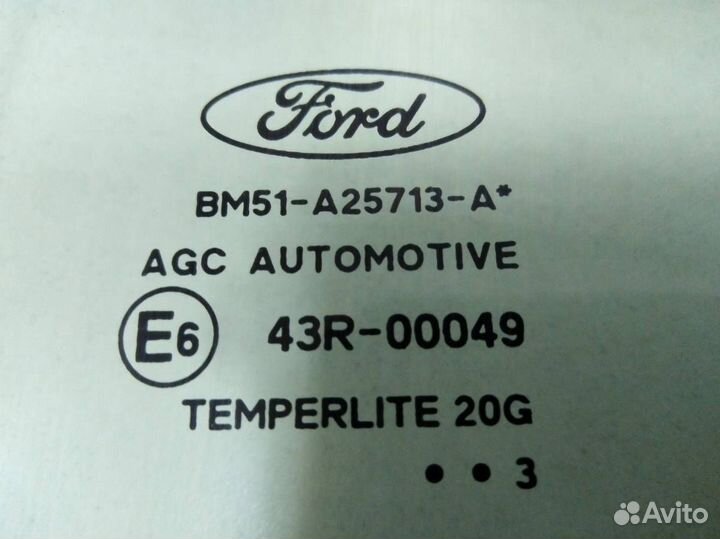 Ford
BM51-A25713-A*
AGC AUTOMOTIVE
E6 43R-00049
TEMPERLITE 20G
• • 3
Avito